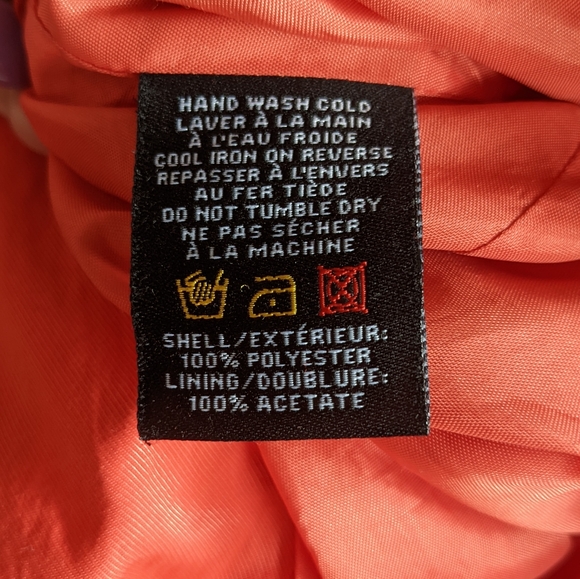 HAND WASH COLD
LAVER À LA MAIN
À L'EAU FROIDE
COOL IRON ON REVERSE
REPASSER À L'ENVERS
AU FER TIÈDE
DO NOT TUMBLE DRY
NE PAS SÉCHER
À LA MACHINE
SHELL/EXTÉRIEUR:
100% POLYESTER
LINING/DOUBLURE:
100% ACETATE